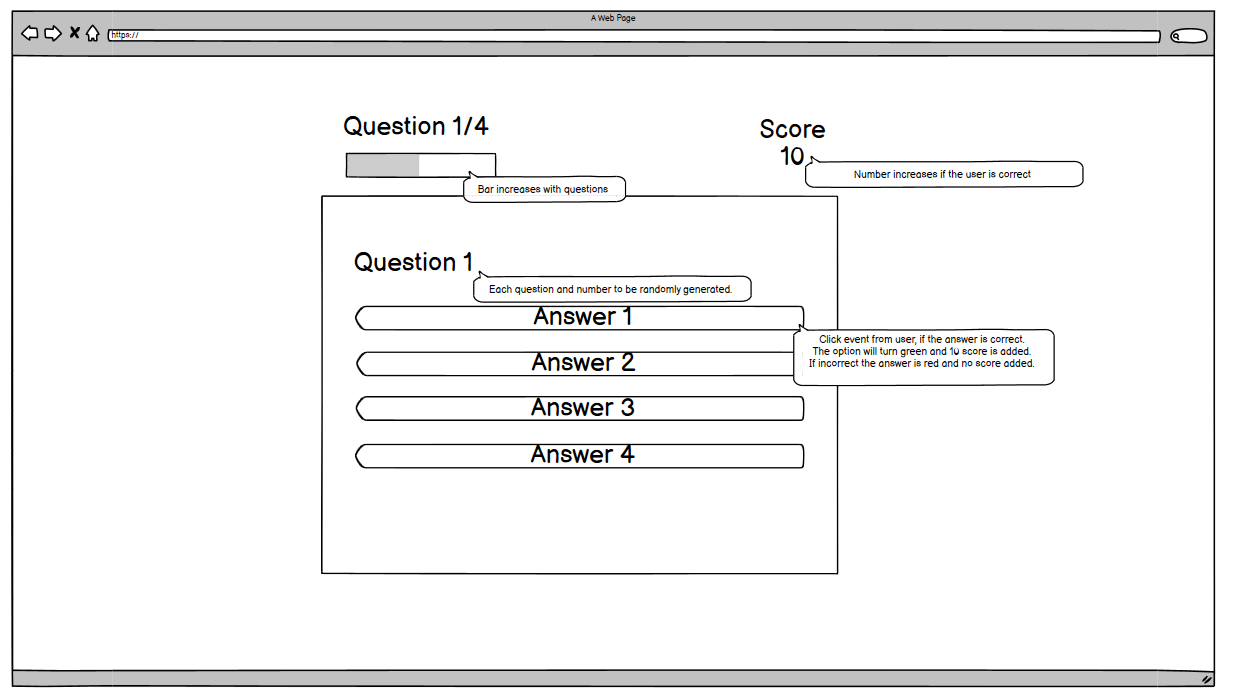 A Web Page
https://
Question 1/4
Score
10
Number increases if the user is correct
Bar increases with questions
Question 1
Each question and number to be randomly generated.
Answer 1
Click event from user, if the answer is correct.
The option will turn green and 10 score is added.
If incorrect the answer is red and no score added.
Answer 2
Answer 3
Answer 4